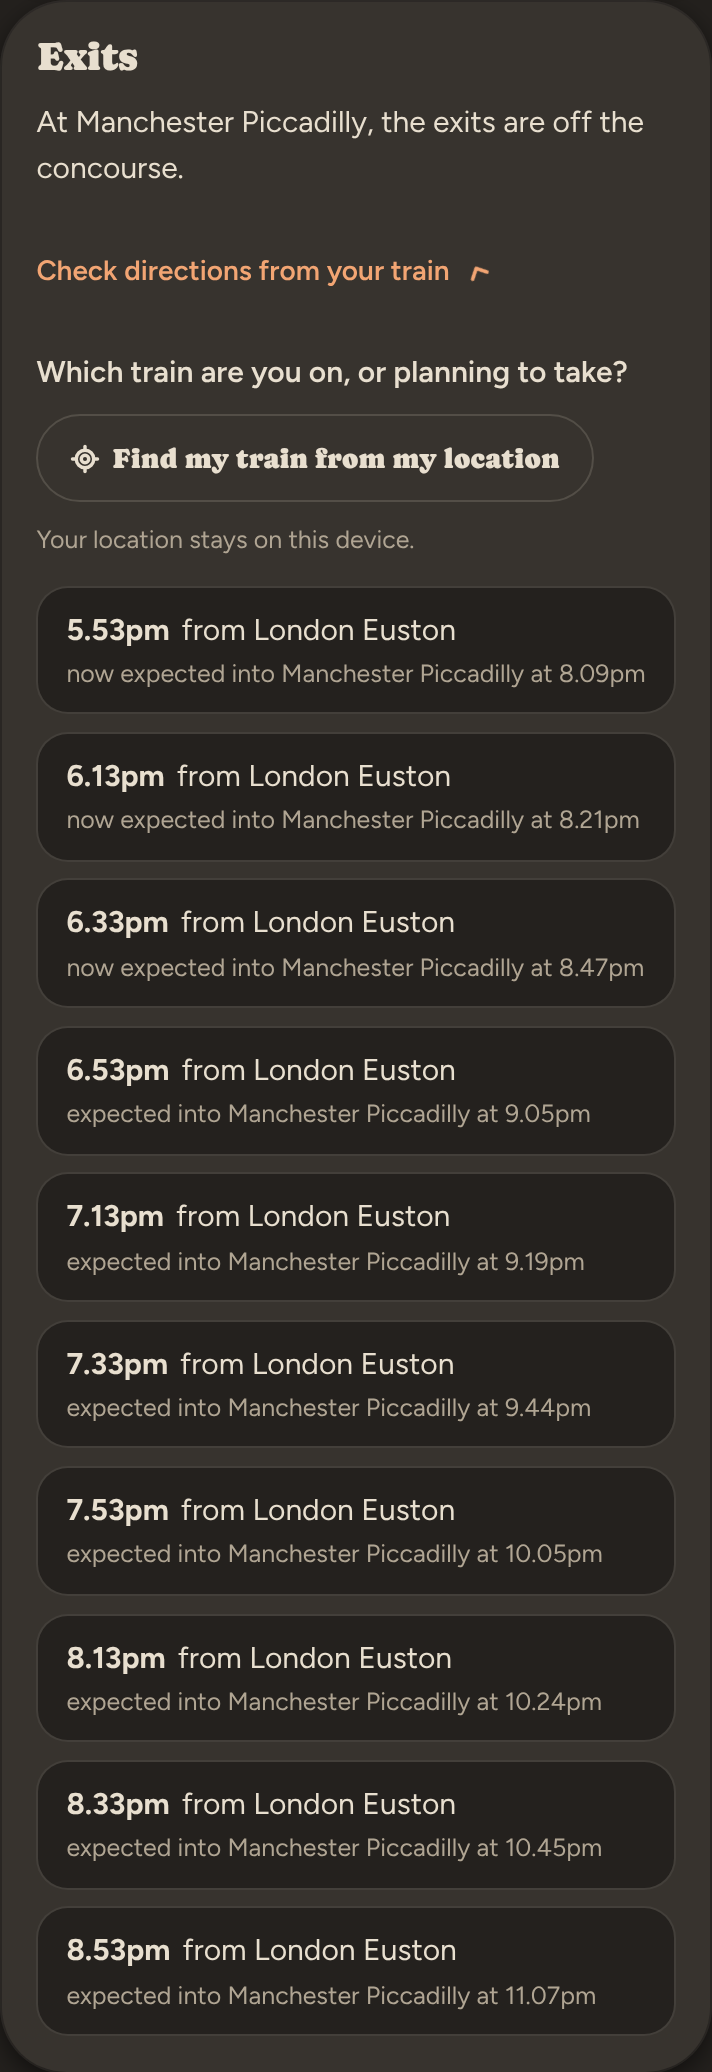 Exits
At Manchester Piccadilly, the exits are off the
concourse.
Check directions from your train
Which train are you on, or planning to take?
Find my train from my location
Your location stays on this device.
5.53pm from London Euston
now expected into Manchester Piccadilly at 8.09pm
6.13pm from London Euston
now expected into Manchester Piccadilly at 8.21pm
6.33pm from London Euston
now expected into Manchester Piccadilly at 8.47pm
6.53pm from London Euston
expected into Manchester Piccadilly at 9.05pm
7.13pm from London Euston
expected into Manchester Piccadilly at 9.19pm
7.33pm from London Euston
expected into Manchester Piccadilly at 9.44pm
7.53pm from London Euston
expected into Manchester Piccadilly at 10.05pm
8.13pm from London Euston
expected into Manchester Piccadilly at 10.24pm
8.33pm from London Euston
expected into Manchester Piccadilly at 10.45pm
8.53pm from London Euston
expected into Manchester Piccadilly at 11.07pm